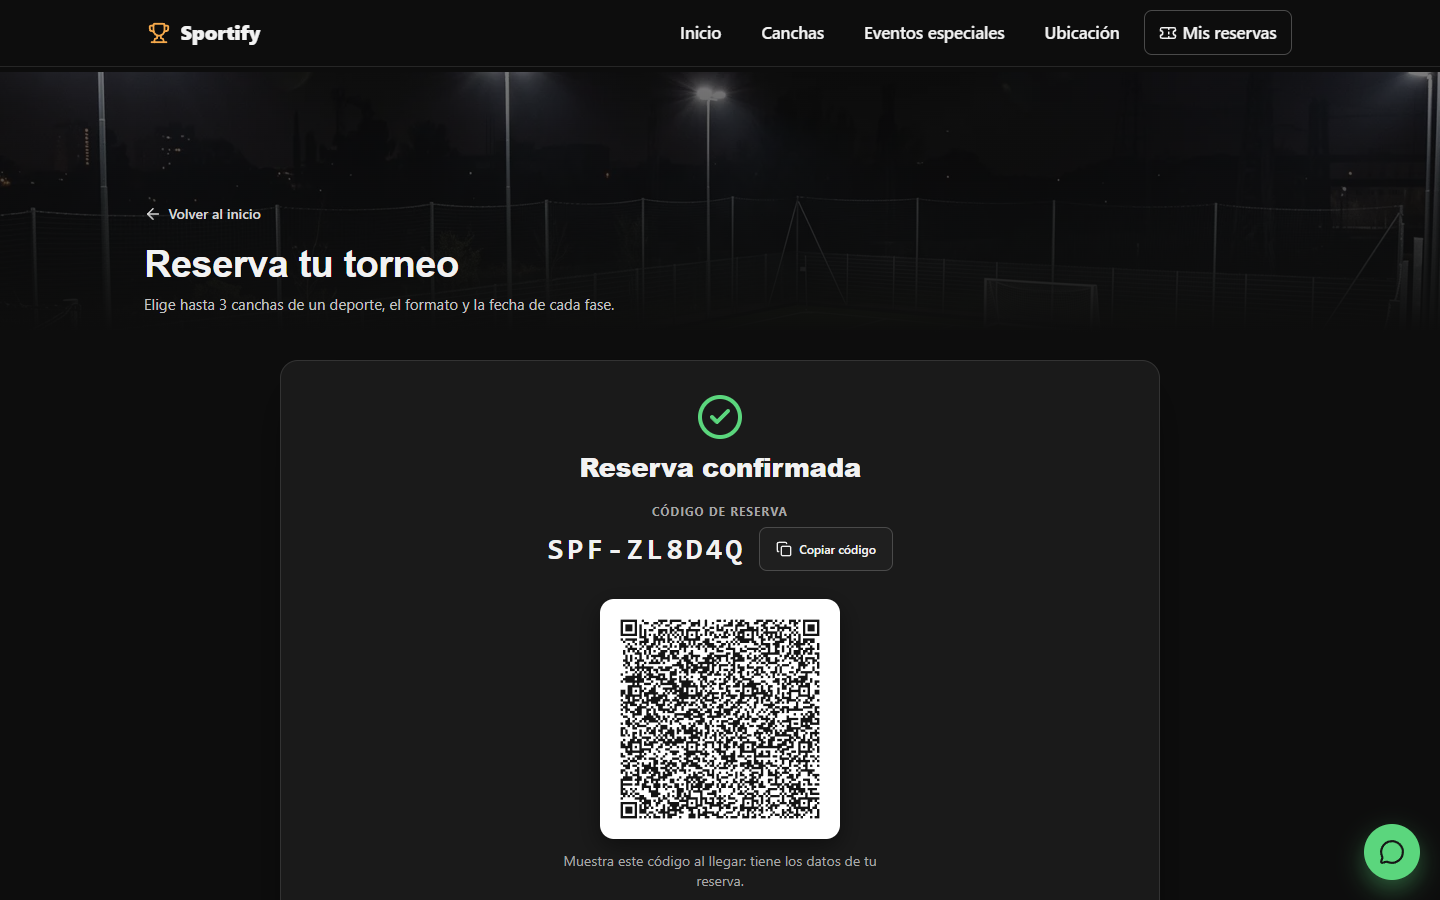 Sportify
Inicio
Canchas
Eventos especiales
Ubicación
Mis reservas
Volver al inicio
Reserva tu torneo
Elige hasta 3 canchas de un deporte, el formato y la fecha de cada fase.
Reserva confirmada
CÓDIGO DE RESERVA
SPF-ZL8D4Q
Copiar código
Muestra este código al llegar: tiene los datos de tu
reserva.